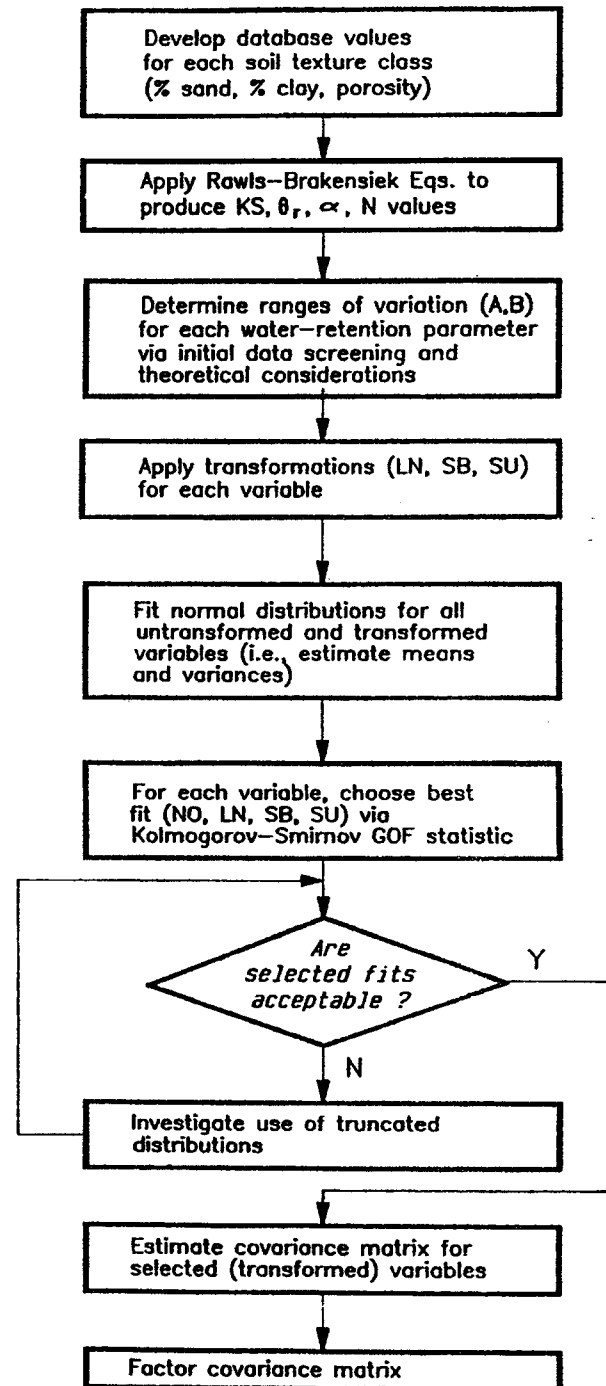 Develop database values
for each soil texture class
(% sand, % clay, porosity)
Apply Rawls-Brakensiek Eqs. to
produce KS, θr, α, N values
Determine ranges of variation (A,B)
for each water-retention parameter
via initial data screening and
theoretical considerations
Apply transformations (LN, SB, SU)
for each variable
Fit normal distributions for all
untransformed and transformed
variables (i.e., estimate means
and variances)
For each variable, choose best
fit (NO, LN, SB, SU) via
Kolmogorov-Smirnov GOF statistic
Are
selected fits
acceptable ?
Y
N
Investigate use of truncated
distributions
Estimate covariance matrix for
selected (transformed) variables
Factor covariance matrix